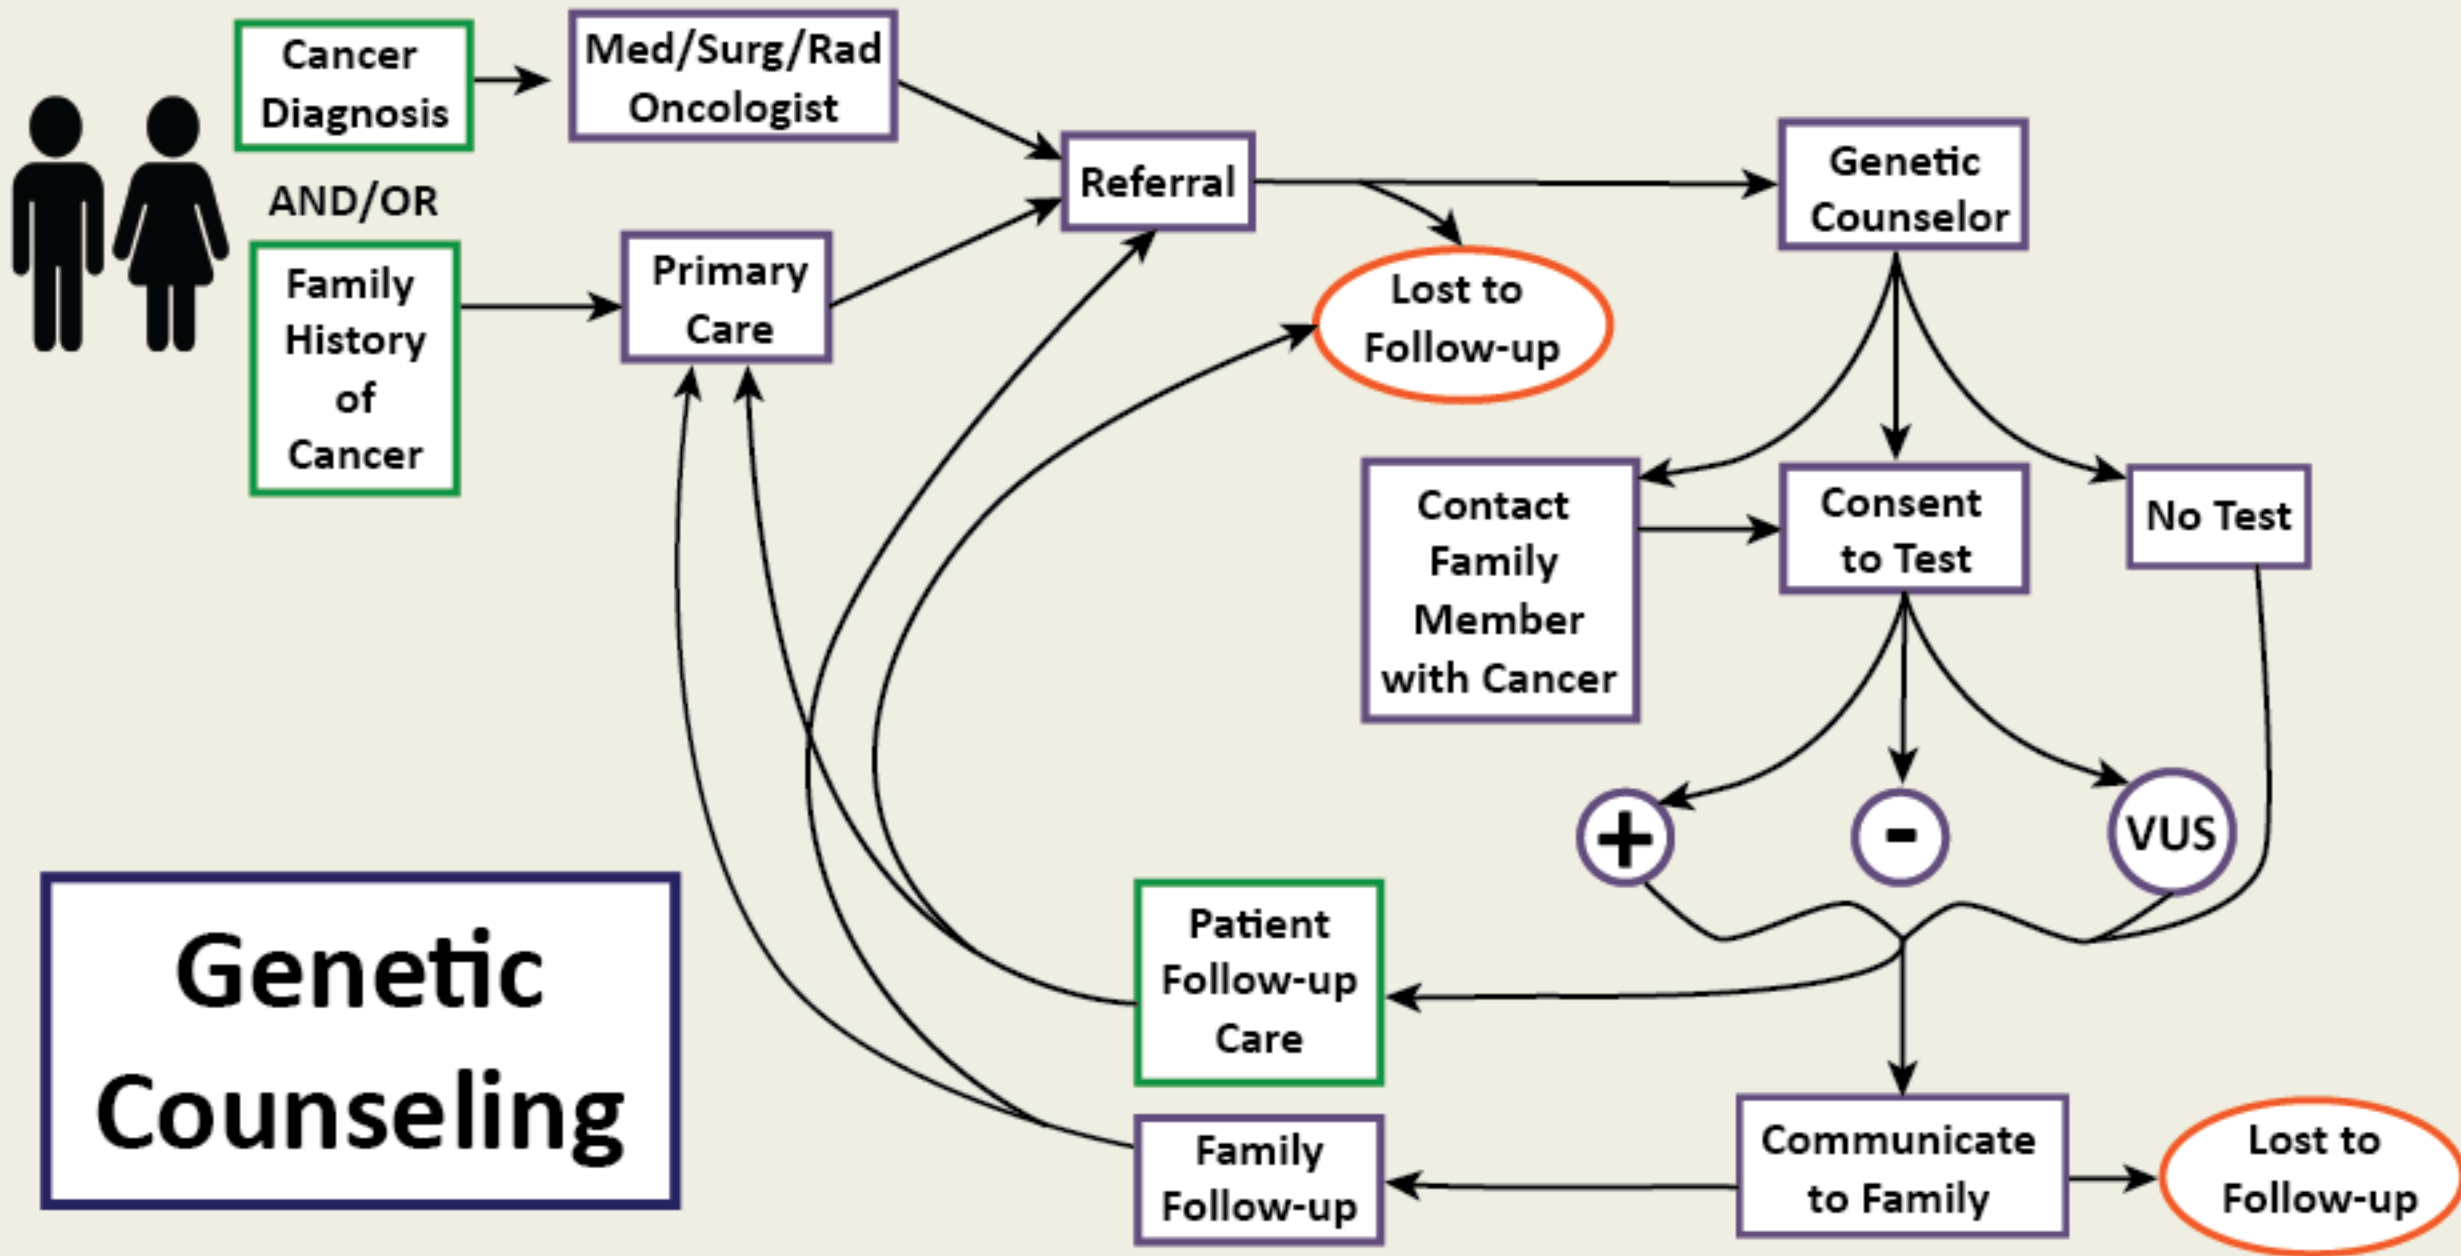 Cancer
Diagnosis
AND/OR
Family
History
of
Cancer
Med/Surg/Rad
Oncologist
Primary
Care
Referral
Lost to
Follow-up
Genetic
Counselor
Contact
Family
Member
with Cancer
Consent
to Test
No Test
+
-
VUS
Patient
Follow-up
Care
Family
Follow-up
Communicate
to Family
Lost to
Follow-up
Genetic
Counseling